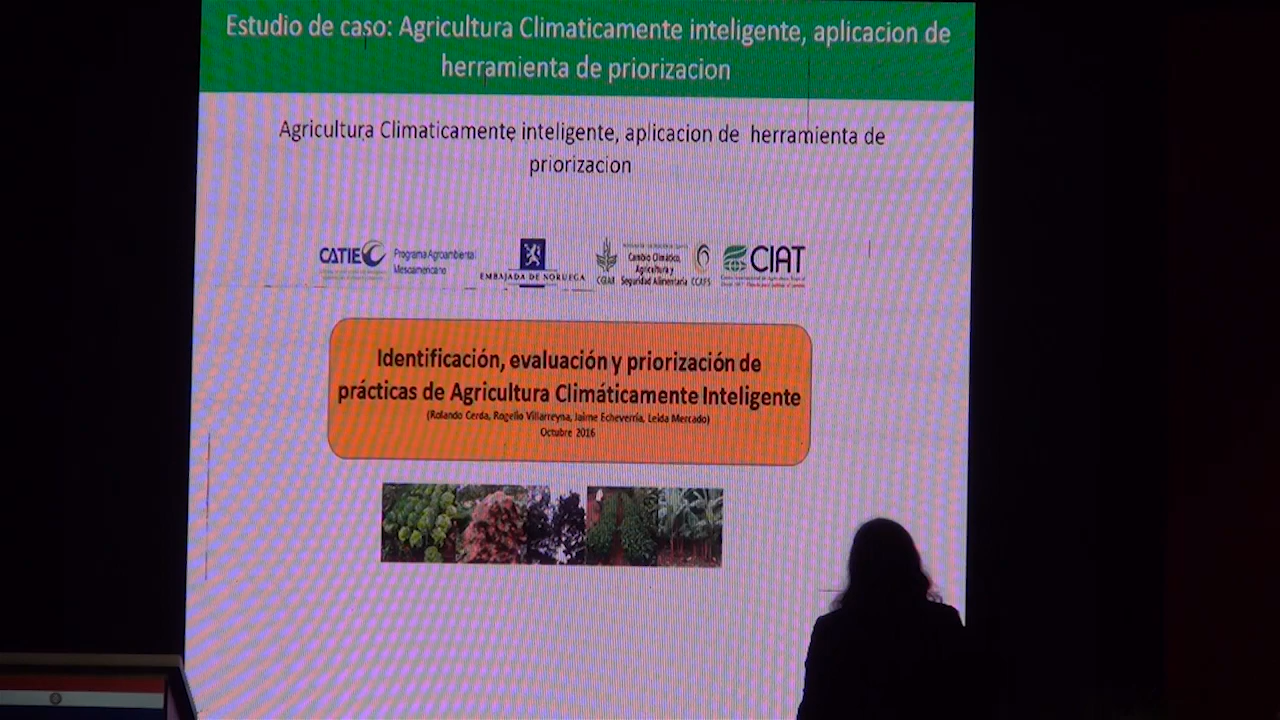 Estudio de caso: Agricultura Climaticamente inteligente, aplicacion de
herramienta de priorizacion
Agricultura Climaticamente inteligente, aplicacion de herramienta de
priorizacion
CATIE Programa Agroambiental
Mesoamericano
EMBAJADA DE NORUEGA
Cambio Climático,
Agricultura y
CGIAR Seguridad Alimentaria CCAFS
CIAT
Identificación, evaluación y priorización de
prácticas de Agricultura Climáticamente Inteligente
(Rolando Cerda, Rogelio Villarreyna, Jaime Echeverría, Leida Mercado)
Octubre 2016